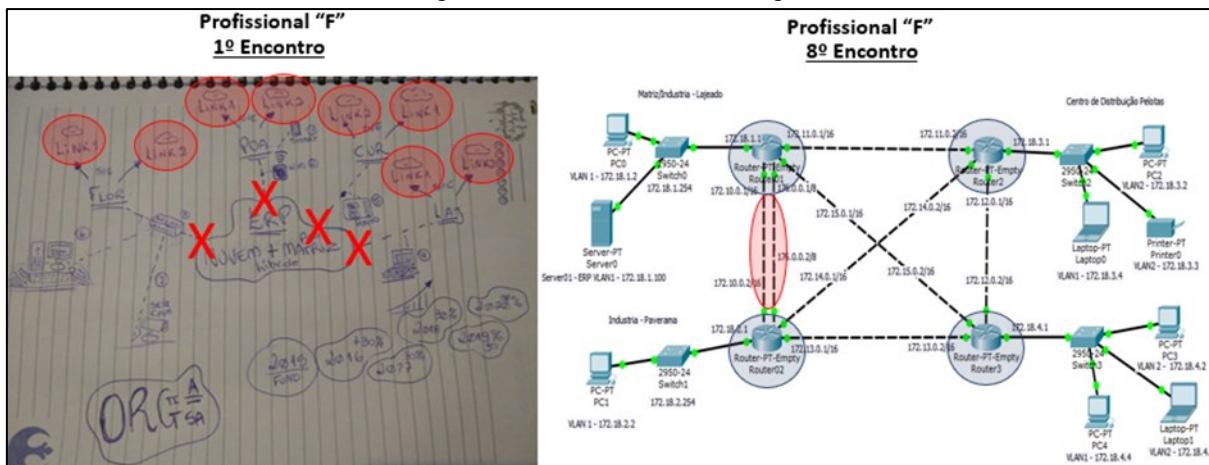 Profissional “F”
1º Encontro
Link1
Link2
Link1
Link2
Link2
Link1
Link1
Link2
FLOR
POA
CUR
LAJ
ERP
NUVEM + MATRIZ
2015
FUND
2016
+30%
2017
2018
ORG
Profissional “F”
8º Encontro
Matriz/Industria - Lajeado
PC-PT
PC0
VLAN 1 - 172.18.1.2
2950-24
Switch0
172.18.1.254
Server-PT
Server0
Server01 - ERP VLAN1 - 172.18.1.100
172.18.1.1
Router-PT-Empty
Router01
172.10.0.1/16
176.0.0.1/8
172.11.0.1/16
172.15.0.1/16
176.0.0.2/8
172.10.0.2/16
Centro de Distribuição Pelotas
172.11.0.2/16
Router-PT-Empty
Router2
172.18.3.1
172.14.0.2/16
172.12.0.1/16
2950-24
Switch2
PC-PT
PC2
VLAN2 - 172.18.3.2
Laptop-PT
Laptop0
VLAN1 - 172.18.3.4
Printer-PT
Printer0
VLAN2 - 172.18.3.3
172.14.0.1/16
172.15.0.2/16
172.12.0.2/16
Industria - Paverama
172.18.2.1
Router-PT-Empty
Router02
172.13.0.1/16
PC-PT
PC1
VLAN 1 - 172.18.2.2
2950-24
Switch1
172.18.2.254
172.13.0.2/16
Router-PT-Empty
Router3
172.18.4.1
2950-24
Switch3
PC-PT
PC3
VLAN 2 - 172.18.4.2
PC-PT
PC4
VLAN1 - 172.18.4.4
Laptop-PT
Laptop1
VLAN2 - 172.18.4.